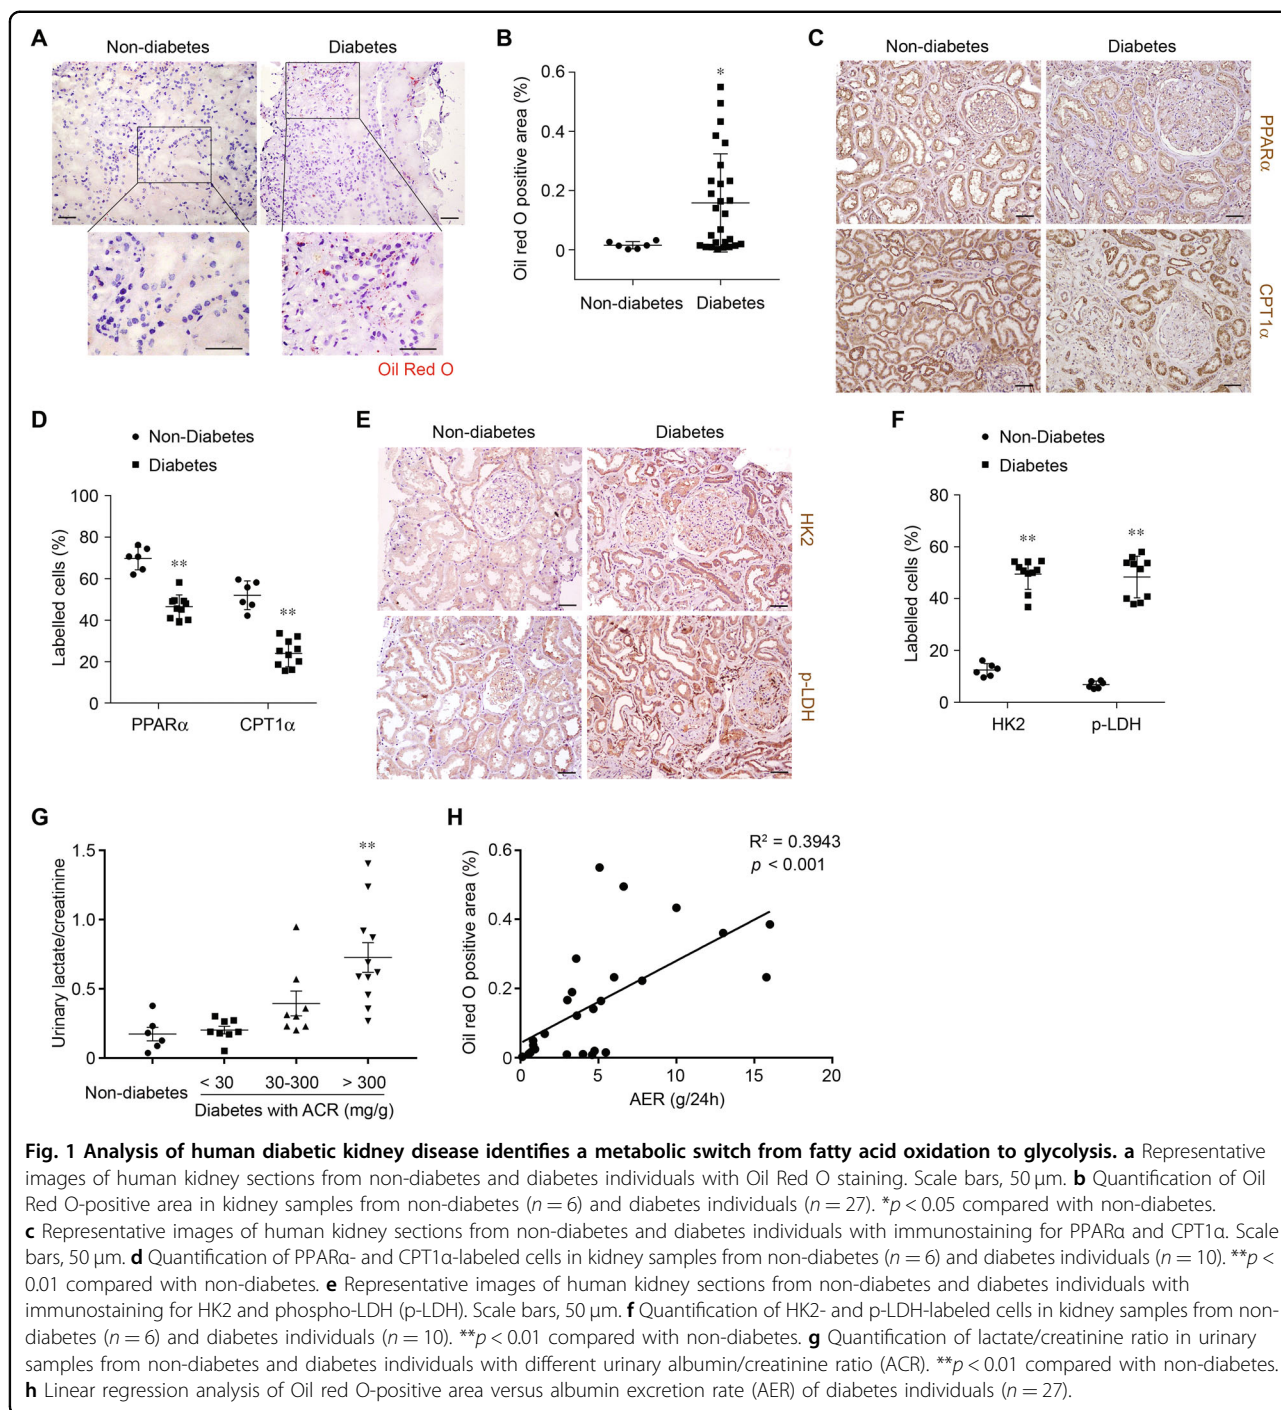 A
Non-diabetes
Diabetes
Oil Red O
B
Oil red O positive area (%)
0.6
0.4
0.2
0
*
Non-diabetes
Diabetes
C
Non-diabetes
Diabetes
PPARα
CPT1α
D
Non-Diabetes
Diabetes
Labelled cells (%)
100
80
60
40
20
0
**
**
PPARα
CPT1α
E
Non-diabetes
Diabetes
HK2
p-LDH
F
Non-Diabetes
Diabetes
Labelled cells (%)
80
60
40
20
0
**
**
HK2
p-LDH
G
Urinary lactate/creatinine
1.5
1.0
0.5
0
**
Non-diabetes
< 30
30-300
> 300
Diabetes with ACR (mg/g)
H
R² = 0.3943
p < 0.001
Oil red O positive area (%)
0.6
0.4
0.2
0
0
5
10
15
20
AER (g/24h)
Fig. 1 Analysis of human diabetic kidney disease identifies a metabolic switch from fatty acid oxidation to glycolysis. a Representative
images of human kidney sections from non-diabetes and diabetes individuals with Oil Red O staining. Scale bars, 50 μm. b Quantification of Oil
Red O-positive area in kidney samples from non-diabetes (n = 6) and diabetes individuals (n = 27). *p < 0.05 compared with non-diabetes.
c Representative images of human kidney sections from non-diabetes and diabetes individuals with immunostaining for PPARα and CPT1α. Scale
bars, 50 μm. d Quantification of PPARα- and CPT1α-labeled cells in kidney samples from non-diabetes (n = 6) and diabetes individuals (n = 10). **p <
0.01 compared with non-diabetes. e Representative images of human kidney sections from non-diabetes and diabetes individuals with
immunostaining for HK2 and phospho-LDH (p-LDH). Scale bars, 50 μm. f Quantification of HK2- and p-LDH-labeled cells in kidney samples from non-
diabetes (n = 6) and diabetes individuals (n = 10). **p < 0.01 compared with non-diabetes. g Quantification of lactate/creatinine ratio in urinary
samples from non-diabetes and diabetes individuals with different urinary albumin/creatinine ratio (ACR). **p < 0.01 compared with non-diabetes.
h Linear regression analysis of Oil red O-positive area versus albumin excretion rate (AER) of diabetes individuals (n = 27).